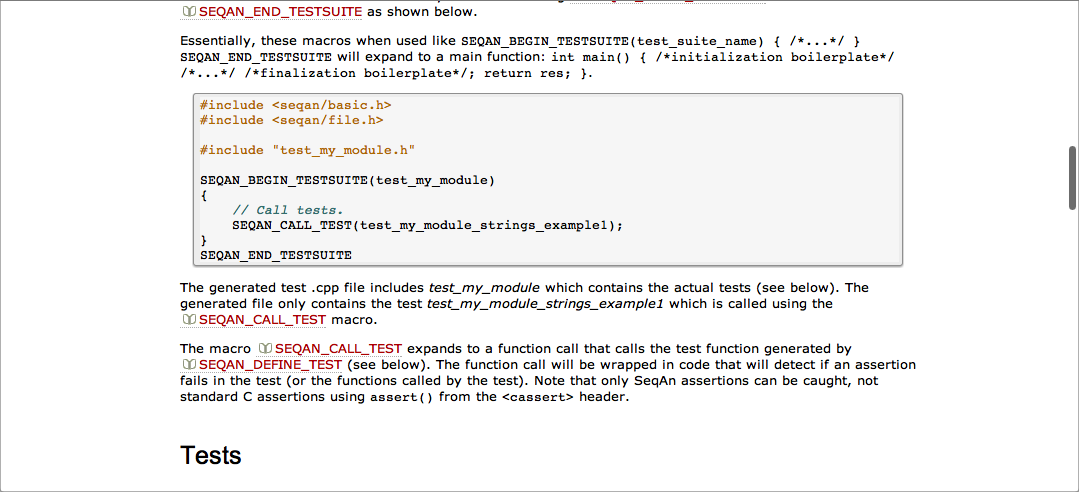 SEQAN_END_TESTSUITE as shown below.
Essentially, these macros when used like SEQAN_BEGIN_TESTSUITE(test_suite_name) { /*...*/ }
SEQAN_END_TESTSUITE will expand to a main function: int main() { /*initialization boilerplate*/
/*...*/ /*finalization boilerplate*/; return res; }.
#include <seqan/basic.h>
#include <seqan/file.h>
#include "test_my_module.h"
SEQAN_BEGIN_TESTSUITE(test_my_module)
{
// Call tests.
SEQAN_CALL_TEST(test_my_module_strings_example1);
}
SEQAN_END_TESTSUITE
The generated test .cpp file includes test_my_module which contains the actual tests (see below). The
generated file only contains the test test_my_module_strings_example1 which is called using the
SEQAN_CALL_TEST macro.
The macro SEQAN_CALL_TEST expands to a function call that calls the test function generated by
SEQAN_DEFINE_TEST (see below). The function call will be wrapped in code that will detect if an assertion
fails in the test (or the functions called by the test). Note that only SeqAn assertions can be caught, not
standard C assertions using assert() from the <cassert> header.
Tests